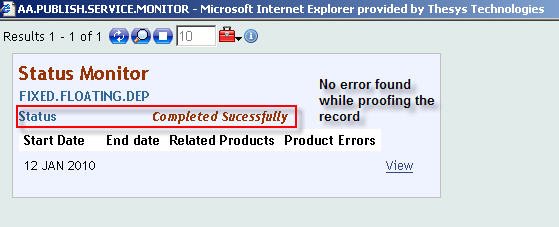 AA.PUBLISH.SERVICE.MONITOR - Microsoft Internet Explorer provided by Thesys Technologies
Results 1 - 1 of 1 10
Status Monitor
FIXED.FLOATING.DEP
Status Completed Sucessfully
No error found
while proofing the
record
Start Date End date Related Products Product Errors
12 JAN 2010 View